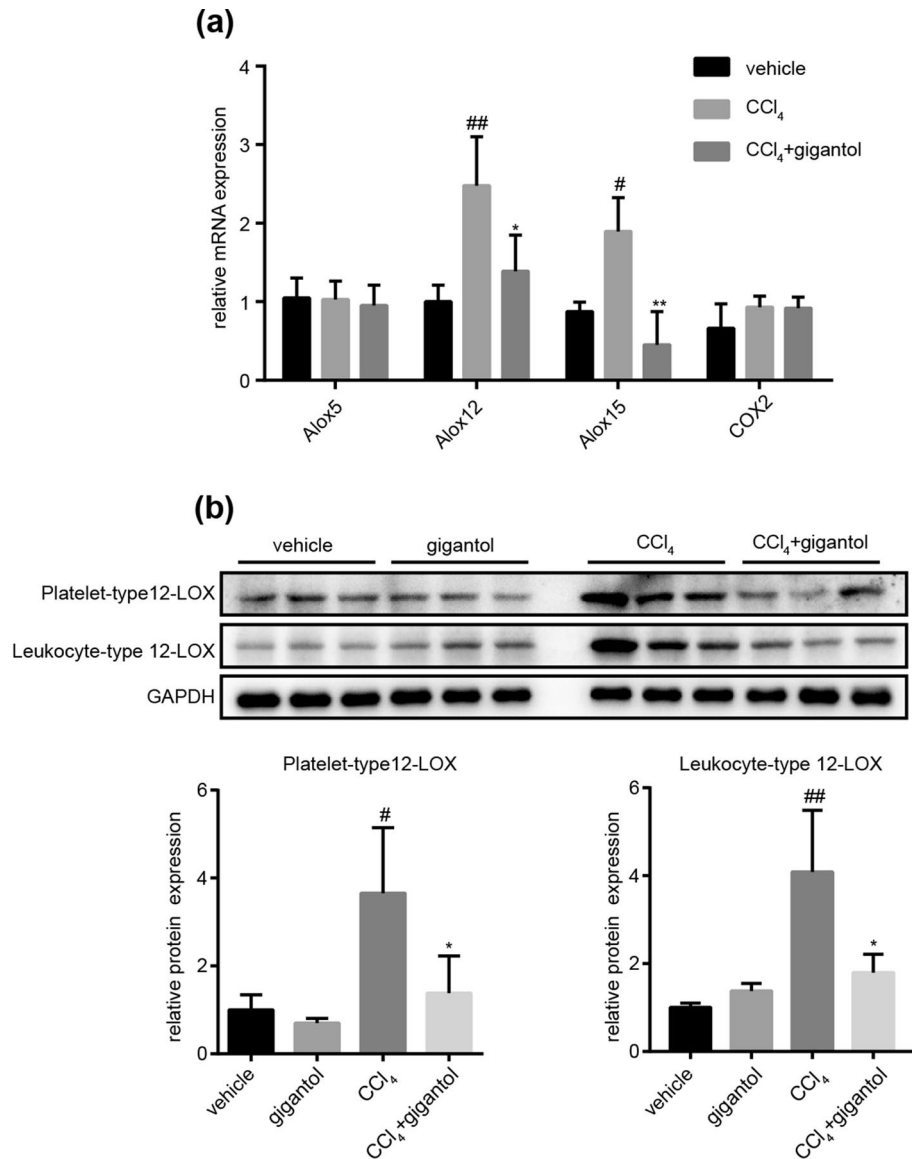 (a)
relative mRNA expression
4
3
2
1
0
vehicle
CCl4
CCl4+gigantol
##
*
#
**
Alox5
Alox12
Alox15
COX2
(b)
vehicle
gigantol
CCl4
CCl4+gigantol
Platelet-type12-LOX
Leukocyte-type 12-LOX
GAPDH
Platelet-type12-LOX
relative protein expression
6
4
2
0
#
*
vehicle
gigantol
CCl4
CCl4+gigantol
Leukocyte-type 12-LOX
relative protein expression
6
4
2
0
##
*
vehicle
gigantol
CCl4
CCl4+gigantol